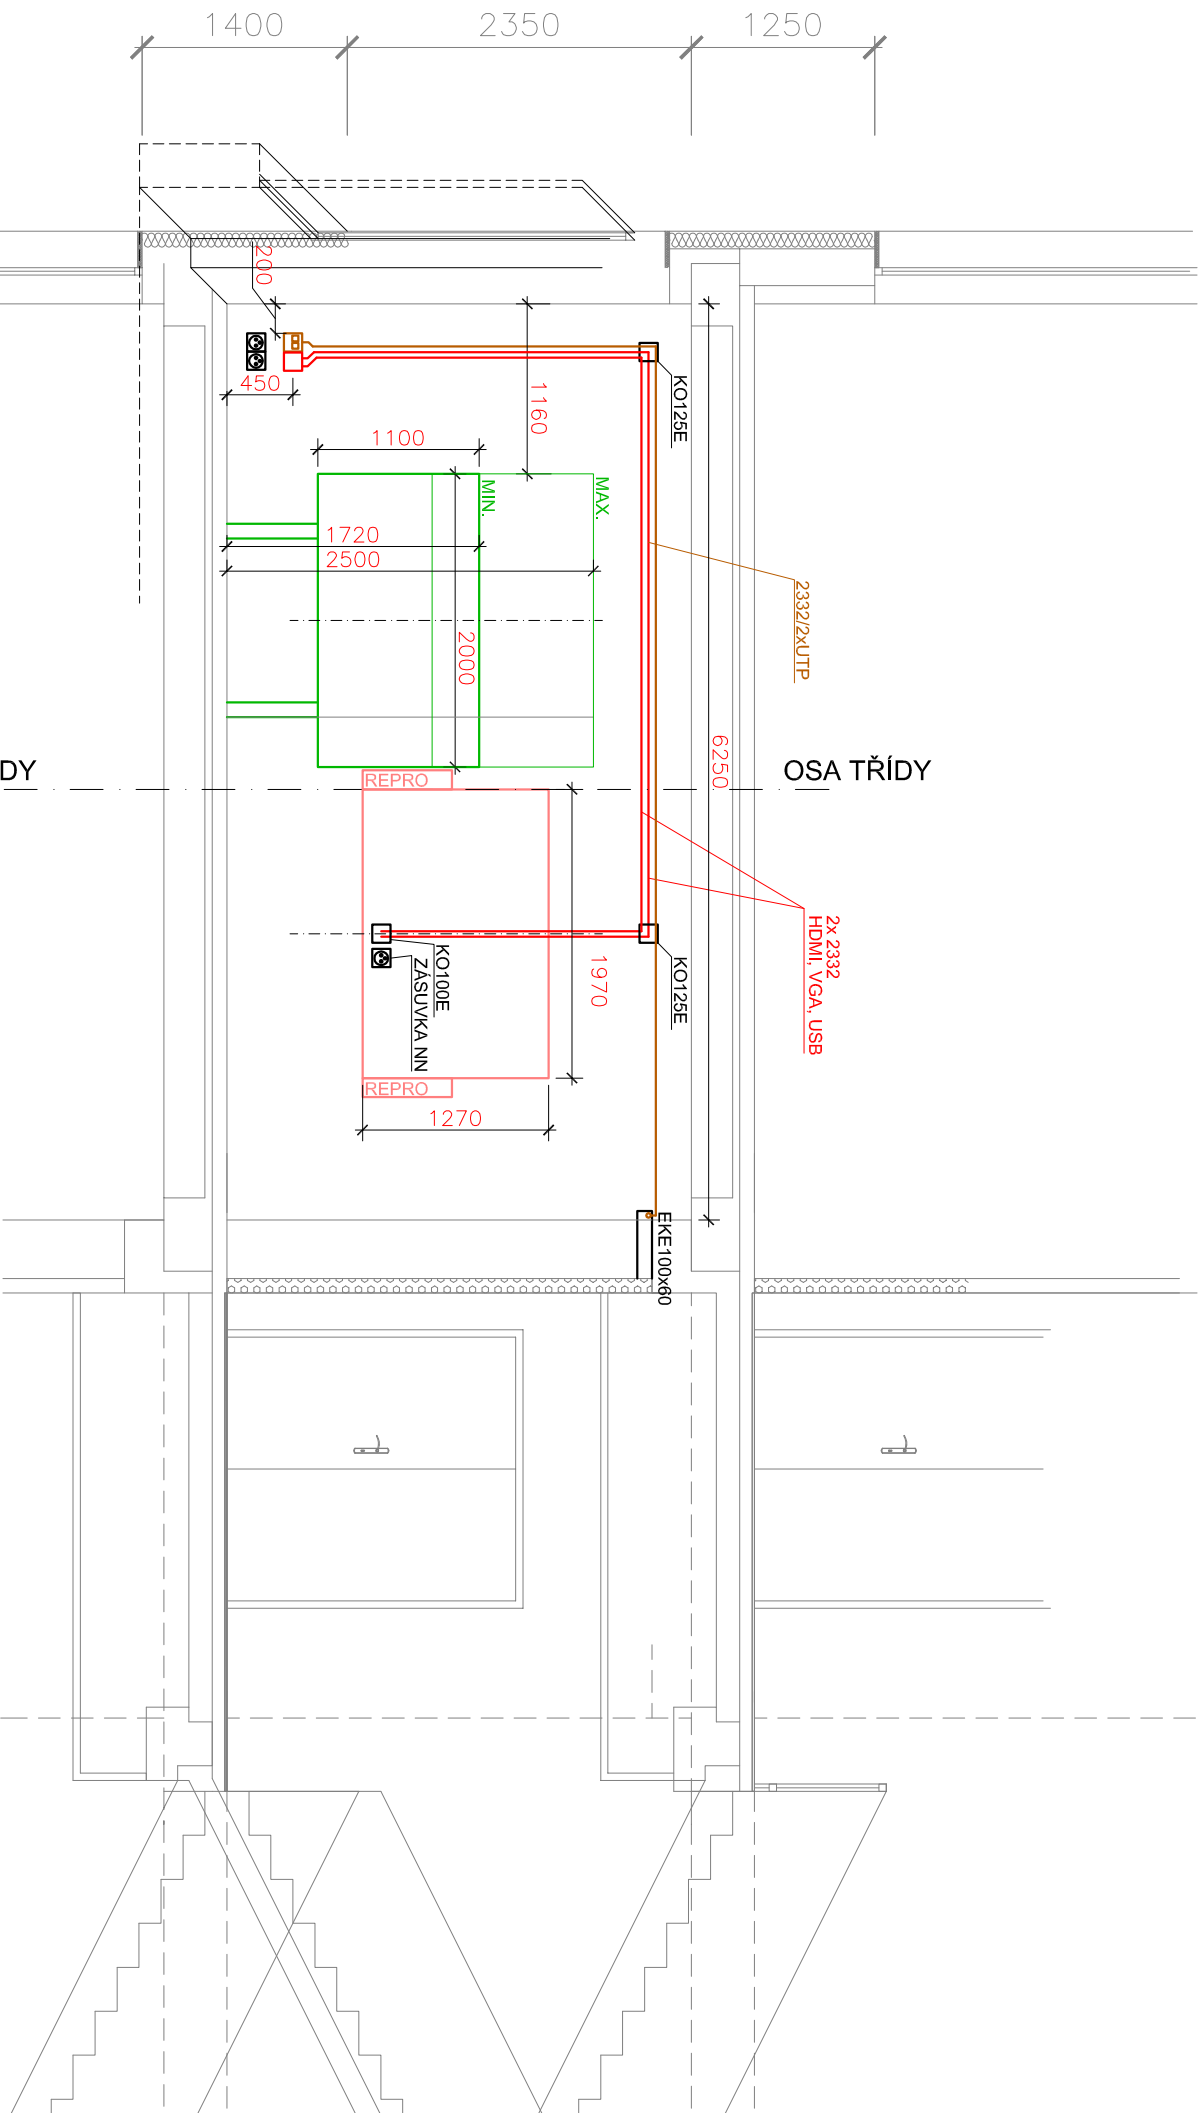 1400
2350
1250
200
450
1160
KO125E
1100
MIN.
MAX.
1720
2500
2000
2332/2xUTP
6250
DY
OSA TŘÍDY
REPRO
2x 2332
HDMI, VGA, USB
KO100E
ZÁSUVKA NN
1970
KO125E
REPRO
1270
EKE100x60